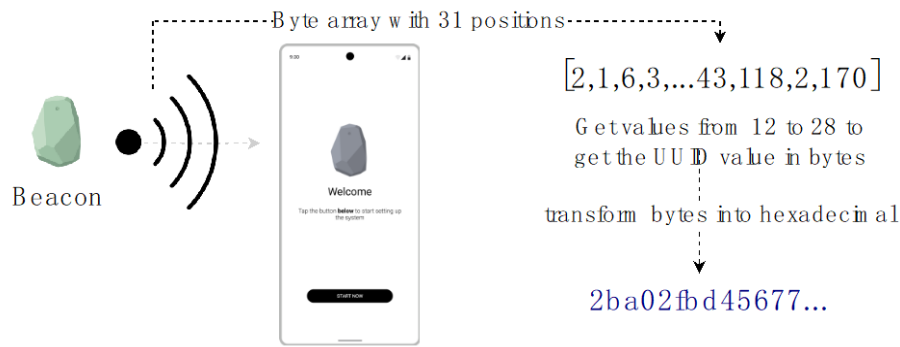 Byte array with 31 positions
[2,1,6,3,...43,118,2,170]
Get values from 12 to 28 to
get the UUID value in bytes
transform bytes into hexadecimal
2ba02fbd45677...
Beacon
9:30
Welcome
Tap the button below to start setting up
the system
START NOW